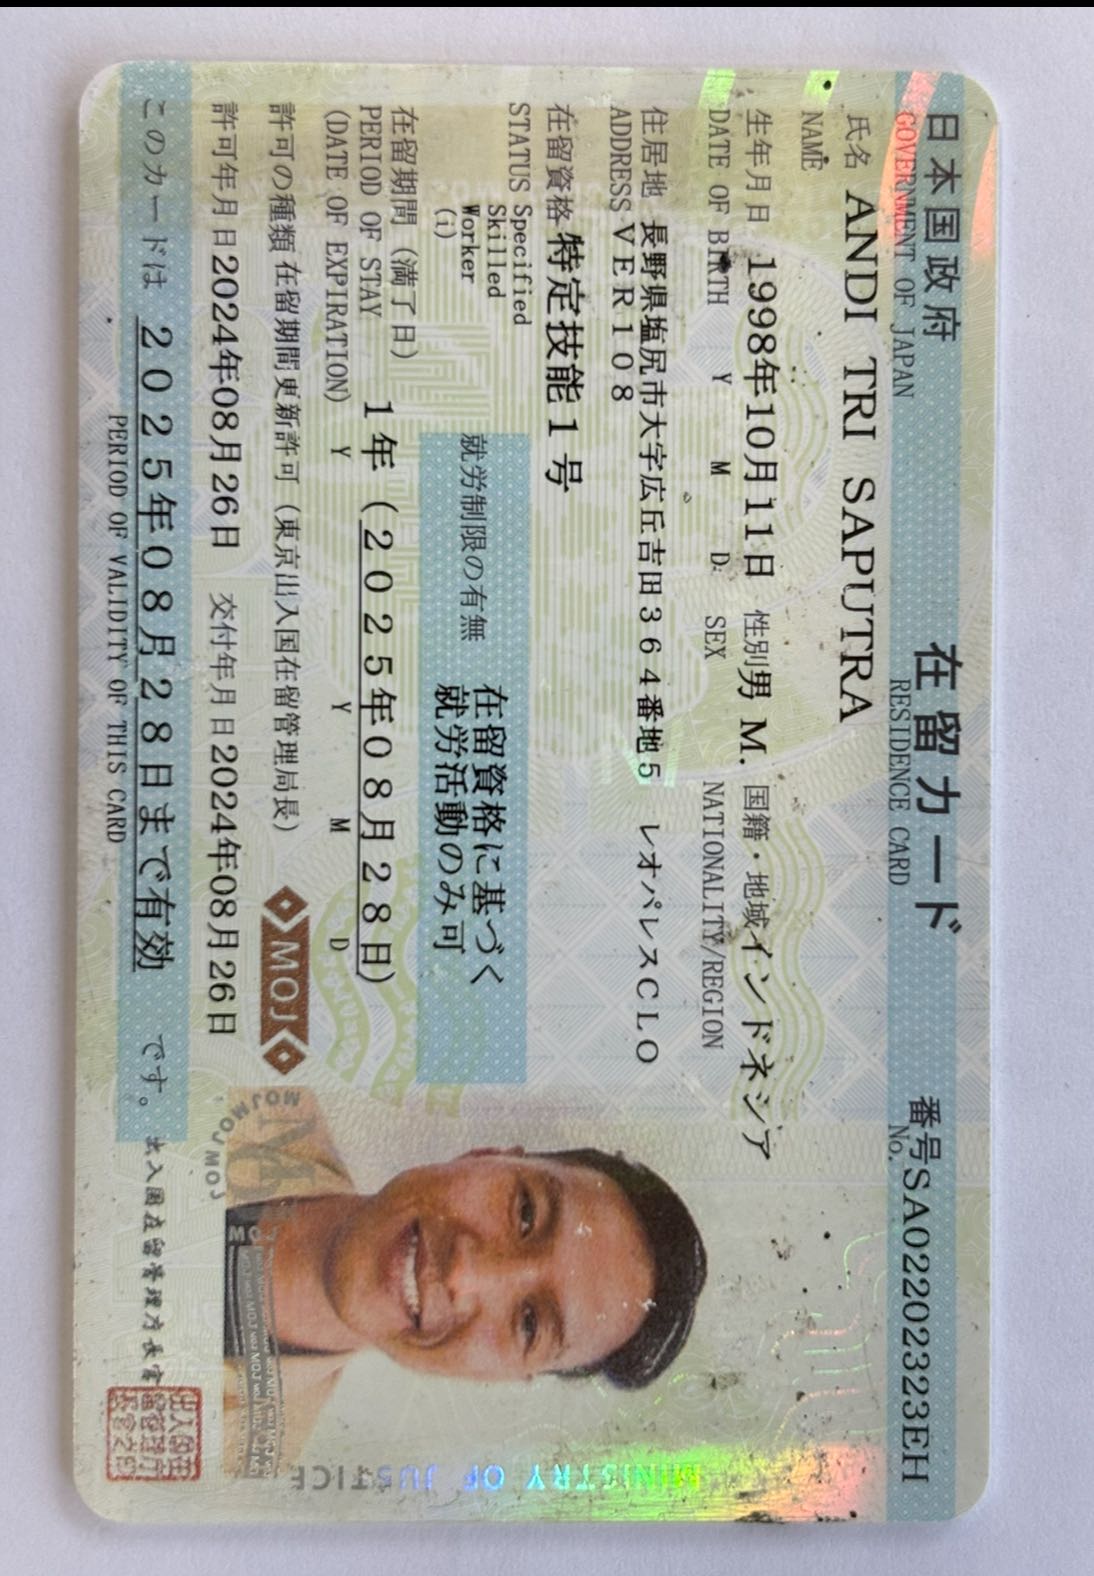 日本国政府 在留カード 番号SA02202323EH
GOVERNMENT OF JAPAN RESIDENCE CARD No.
氏名 ANDI TRI SAPUTRA
NAME
生年月日 1998年10月11日 性別 男 M. 国籍・地域 インドネシア
DATE OF BIRTH Y M D SEX NATIONALITY/REGION
住居地 長野県塩尻市大字広丘吉田364番地5 レオパレスCLO
ADDRESS VER108
在留資格 特定技能1号
STATUS Specified
Skilled
Worker
(i)
就労制限の有無 在留資格に基づく
就労活動のみ可
在留期間(満了日) 1年(2025年08月28日)
PERIOD OF STAY
(DATE OF EXPIRATION) Y Y M D
許可の種類 在留期間更新許可(東京出入国在留管理局長)
MOJ
許可年月日 2024年08月26日 交付年月日 2024年08月26日
このカードは 2025年08月28日まで有効 です。
PERIOD OF VALIDITY OF THIS CARD
出入国在留管理庁長官
MINISTRY OF JUSTICE